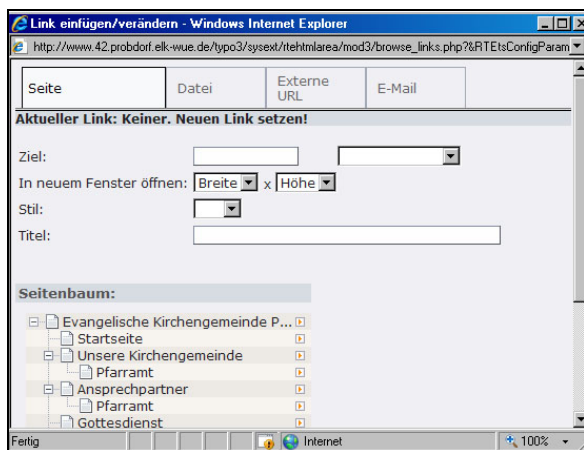 Link einfügen/verändern - Windows Internet Explorer
http://www.42.probdorf.elk-wue.de/typo3/sysext/rtehtmlarea/mod3/browse_links.php?&RTEtsConfigParam
Seite Datei Externe URL E-Mail
Aktueller Link: Keiner. Neuen Link setzen!
Ziel:
In neuem Fenster öffnen: Breite x Höhe
Stil:
Titel:
Seitenbaum:
Evangelische Kirchengemeinde P...
Startseite
Unsere Kirchengemeinde
Pfarramt
Ansprechpartner
Pfarramt
Gottesdienst
Fertig Internet 100%